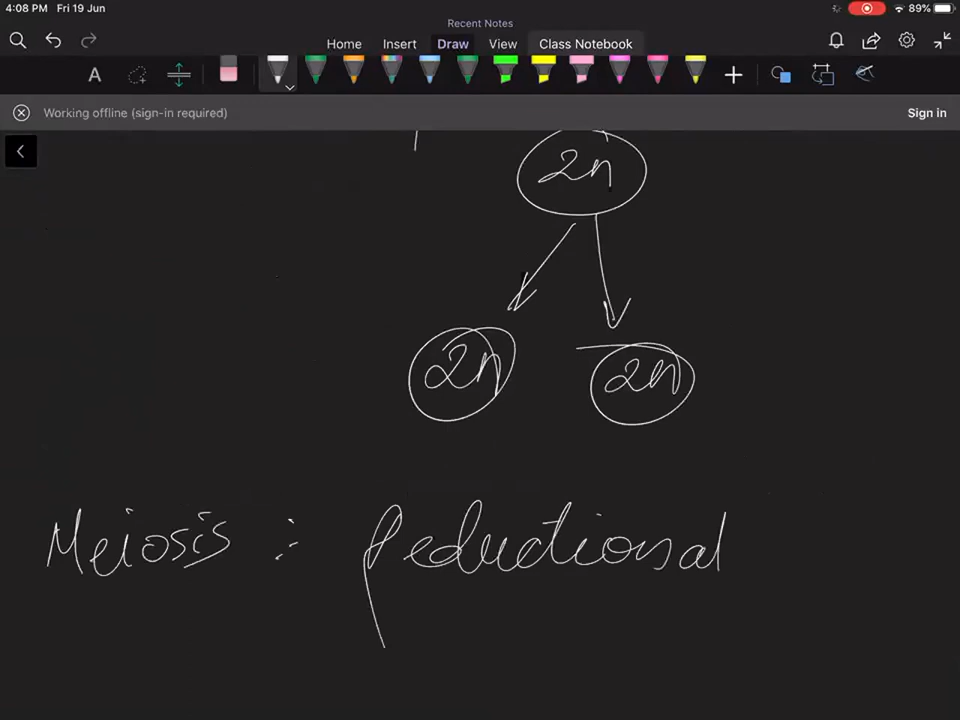 4:08 PM Fri 19 Jun 89%
Recent Notes
Home Insert Draw View Class Notebook
A
Working offline (sign-in required) Sign in
2n
2n 2n
Meiosis : Reductional